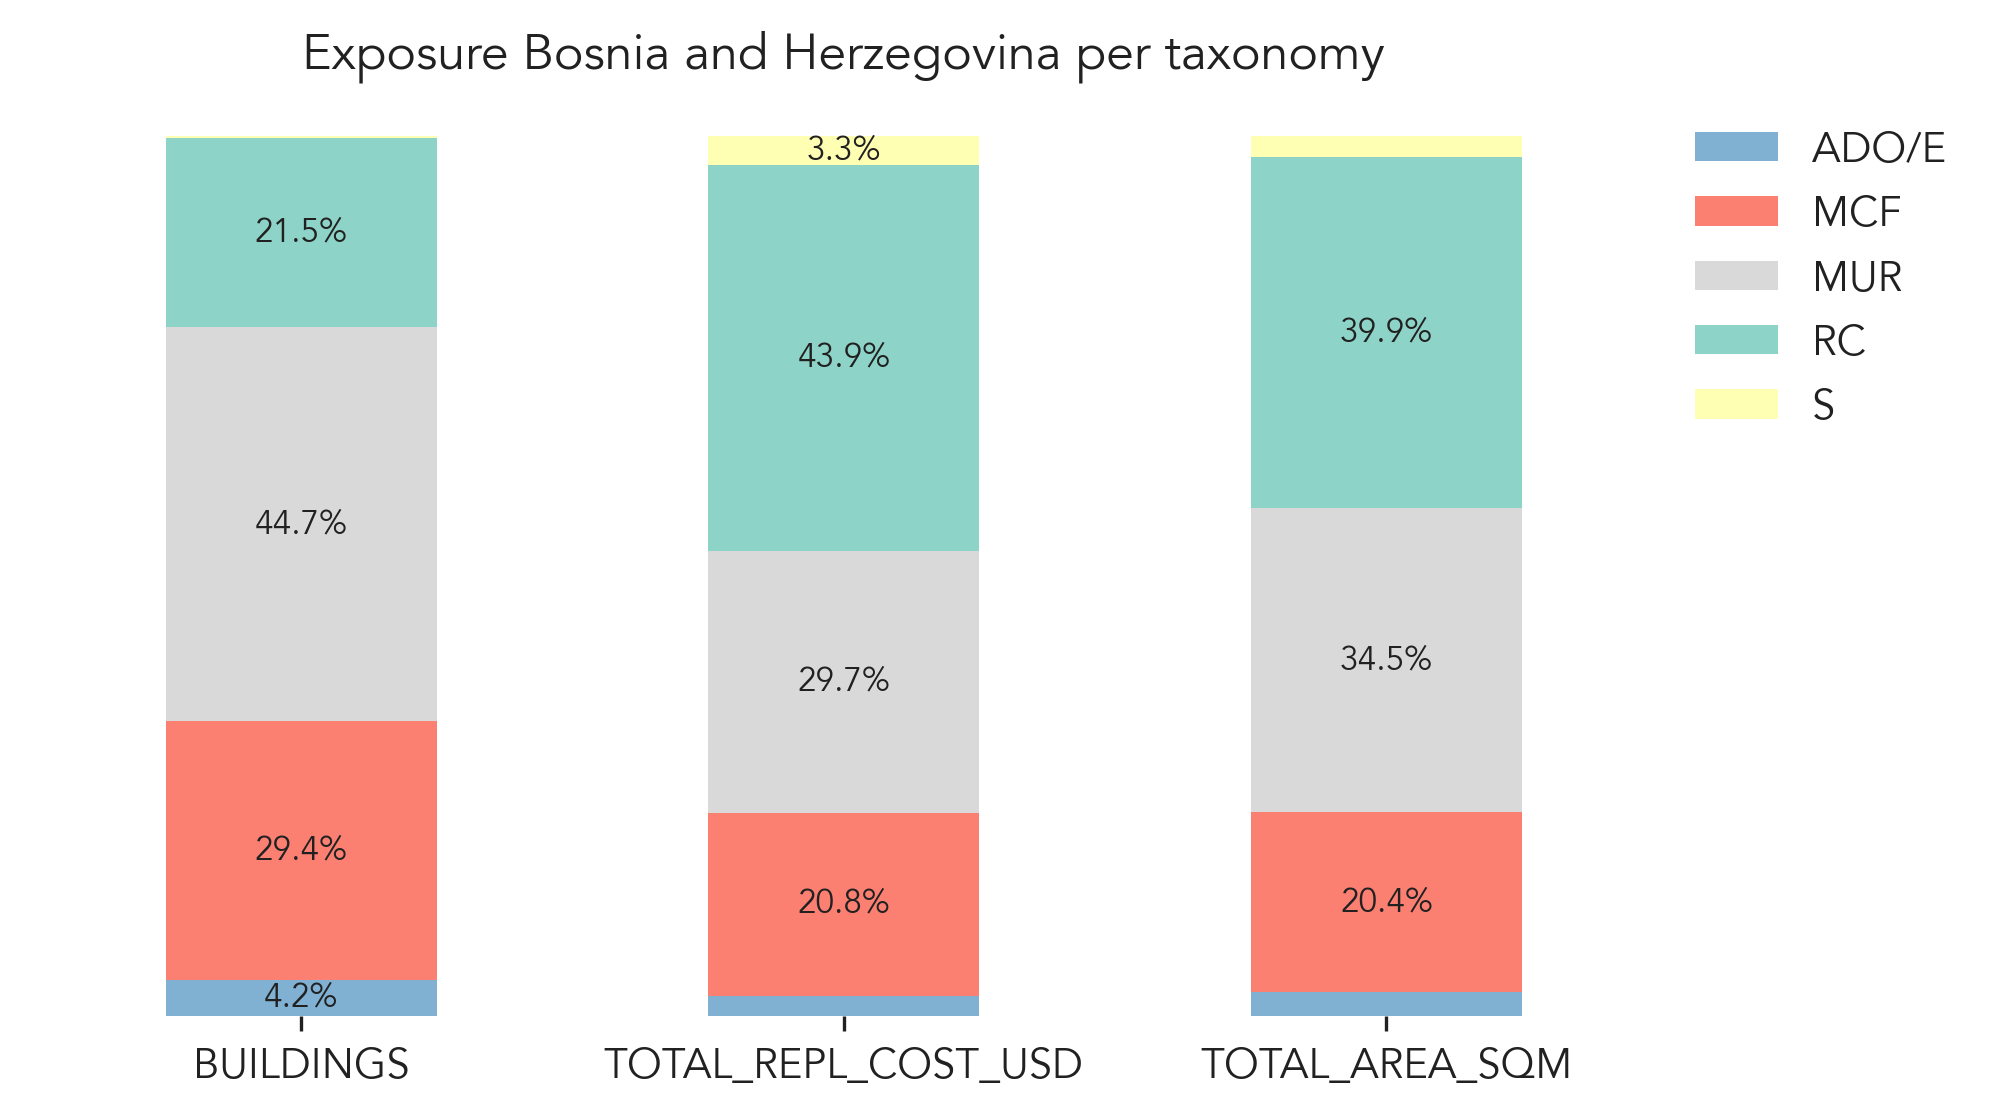 Exposure Bosnia and Herzegovina per taxonomy
21.5%
44.7%
29.4%
4.2%
BUILDINGS
3.3%
43.9%
29.7%
20.8%
TOTAL_REPL_COST_USD
39.9%
34.5%
20.4%
TOTAL_AREA_SQM
ADO/E
MCF
MUR
RC
S